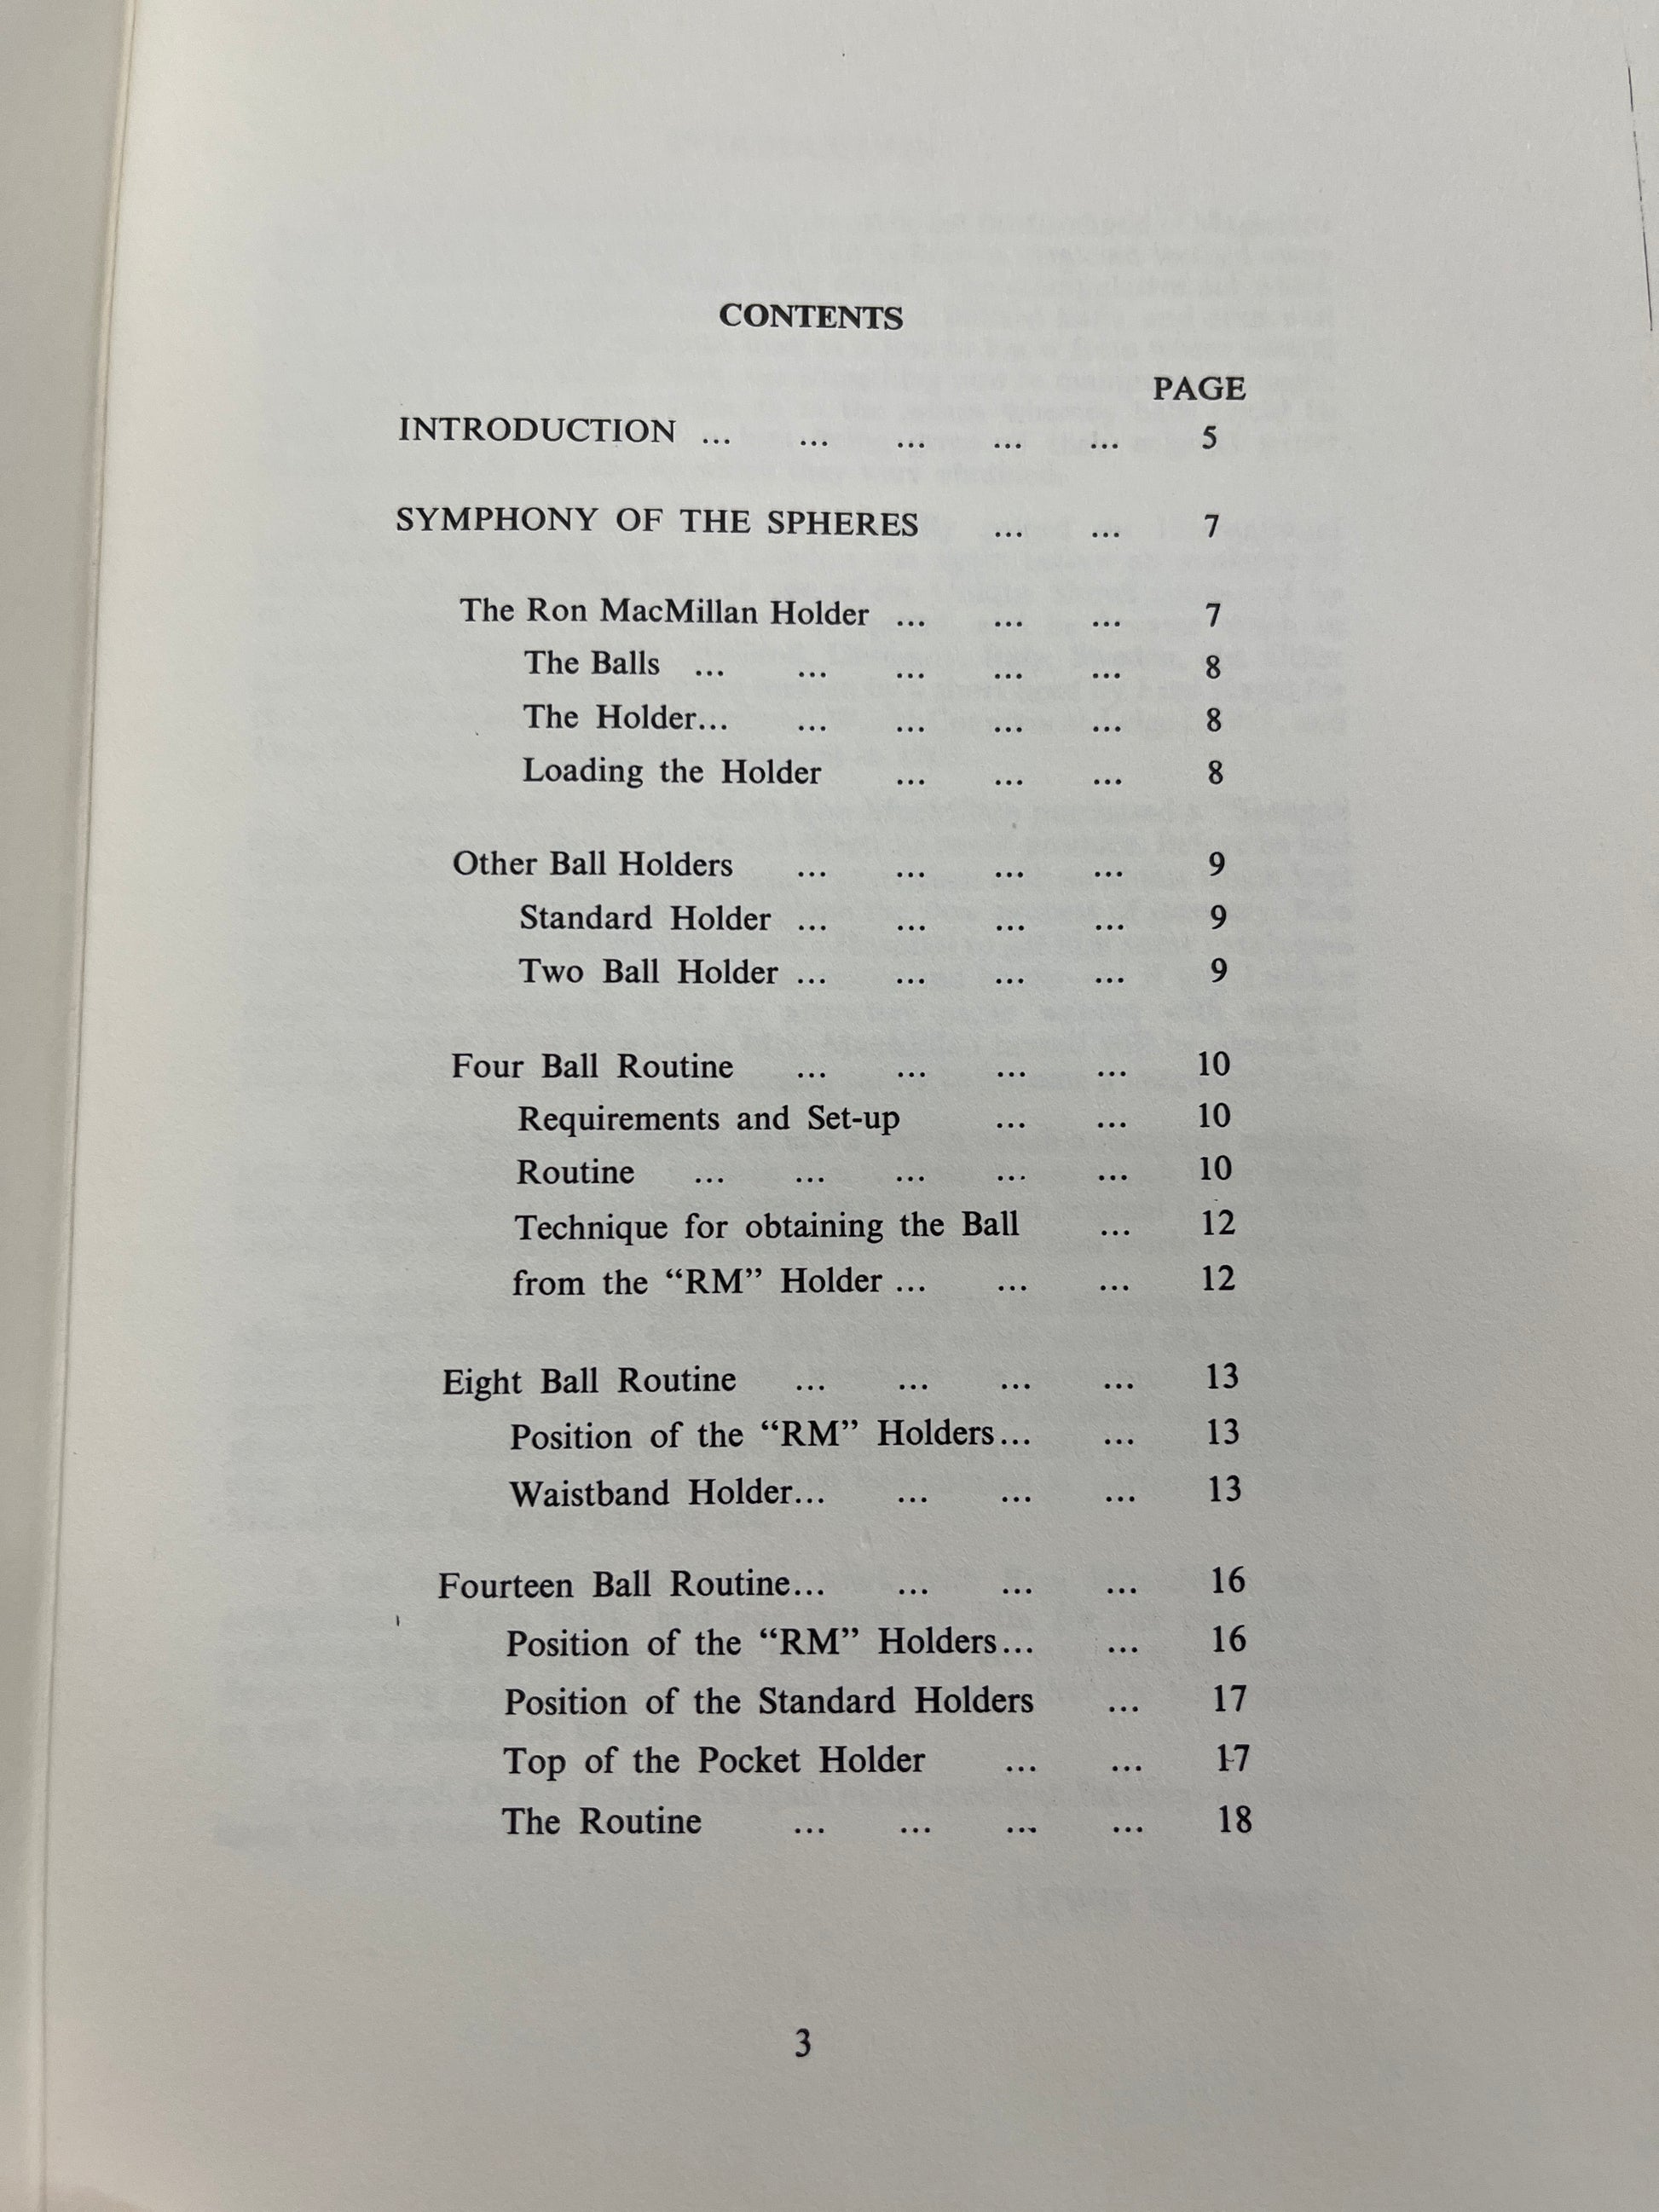 CONTENTS
PAGE
INTRODUCTION ... ... ... ... ... 5
SYMPHONY OF THE SPHERES ... ... 7
The Ron MacMillan Holder ... ... ... 7
The Balls ... ... ... ... ... 8
The Holder... ... ... ... ... 8
Loading the Holder ... ... ... 8
Other Ball Holders ... ... ... ... 9
Standard Holder ... ... ... ... 9
Two Ball Holder ... ... ... ... 9
Four Ball Routine ... ... ... ... 10
Requirements and Set-up ... ... 10
Routine ... ... ... ... ... 10
Technique for obtaining the Ball ... 12
from the “RM” Holder ... ... ... 12
Eight Ball Routine ... ... ... ... 13
Position of the “RM” Holders... ... 13
Waistband Holder... ... ... ... 13
Fourteen Ball Routine... ... ... ... 16
Position of the “RM” Holders... ... 16
Position of the Standard Holders ... 17
Top of the Pocket Holder ... ... 17
The Routine ... ... ... ... 18
3